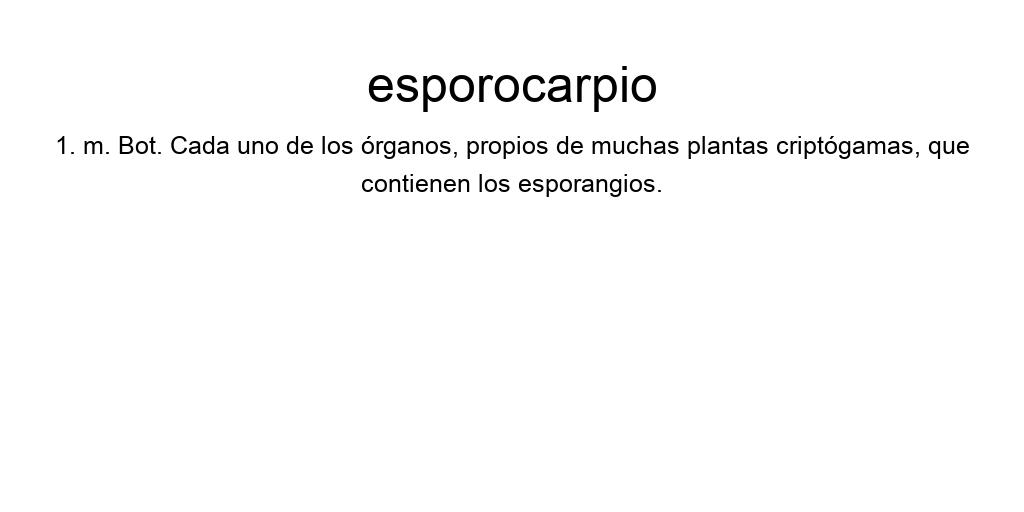 esporocarpio
1. m. Bot. Cada uno de los órganos, propios de muchas plantas criptógamas, que
contienen los esporangios.